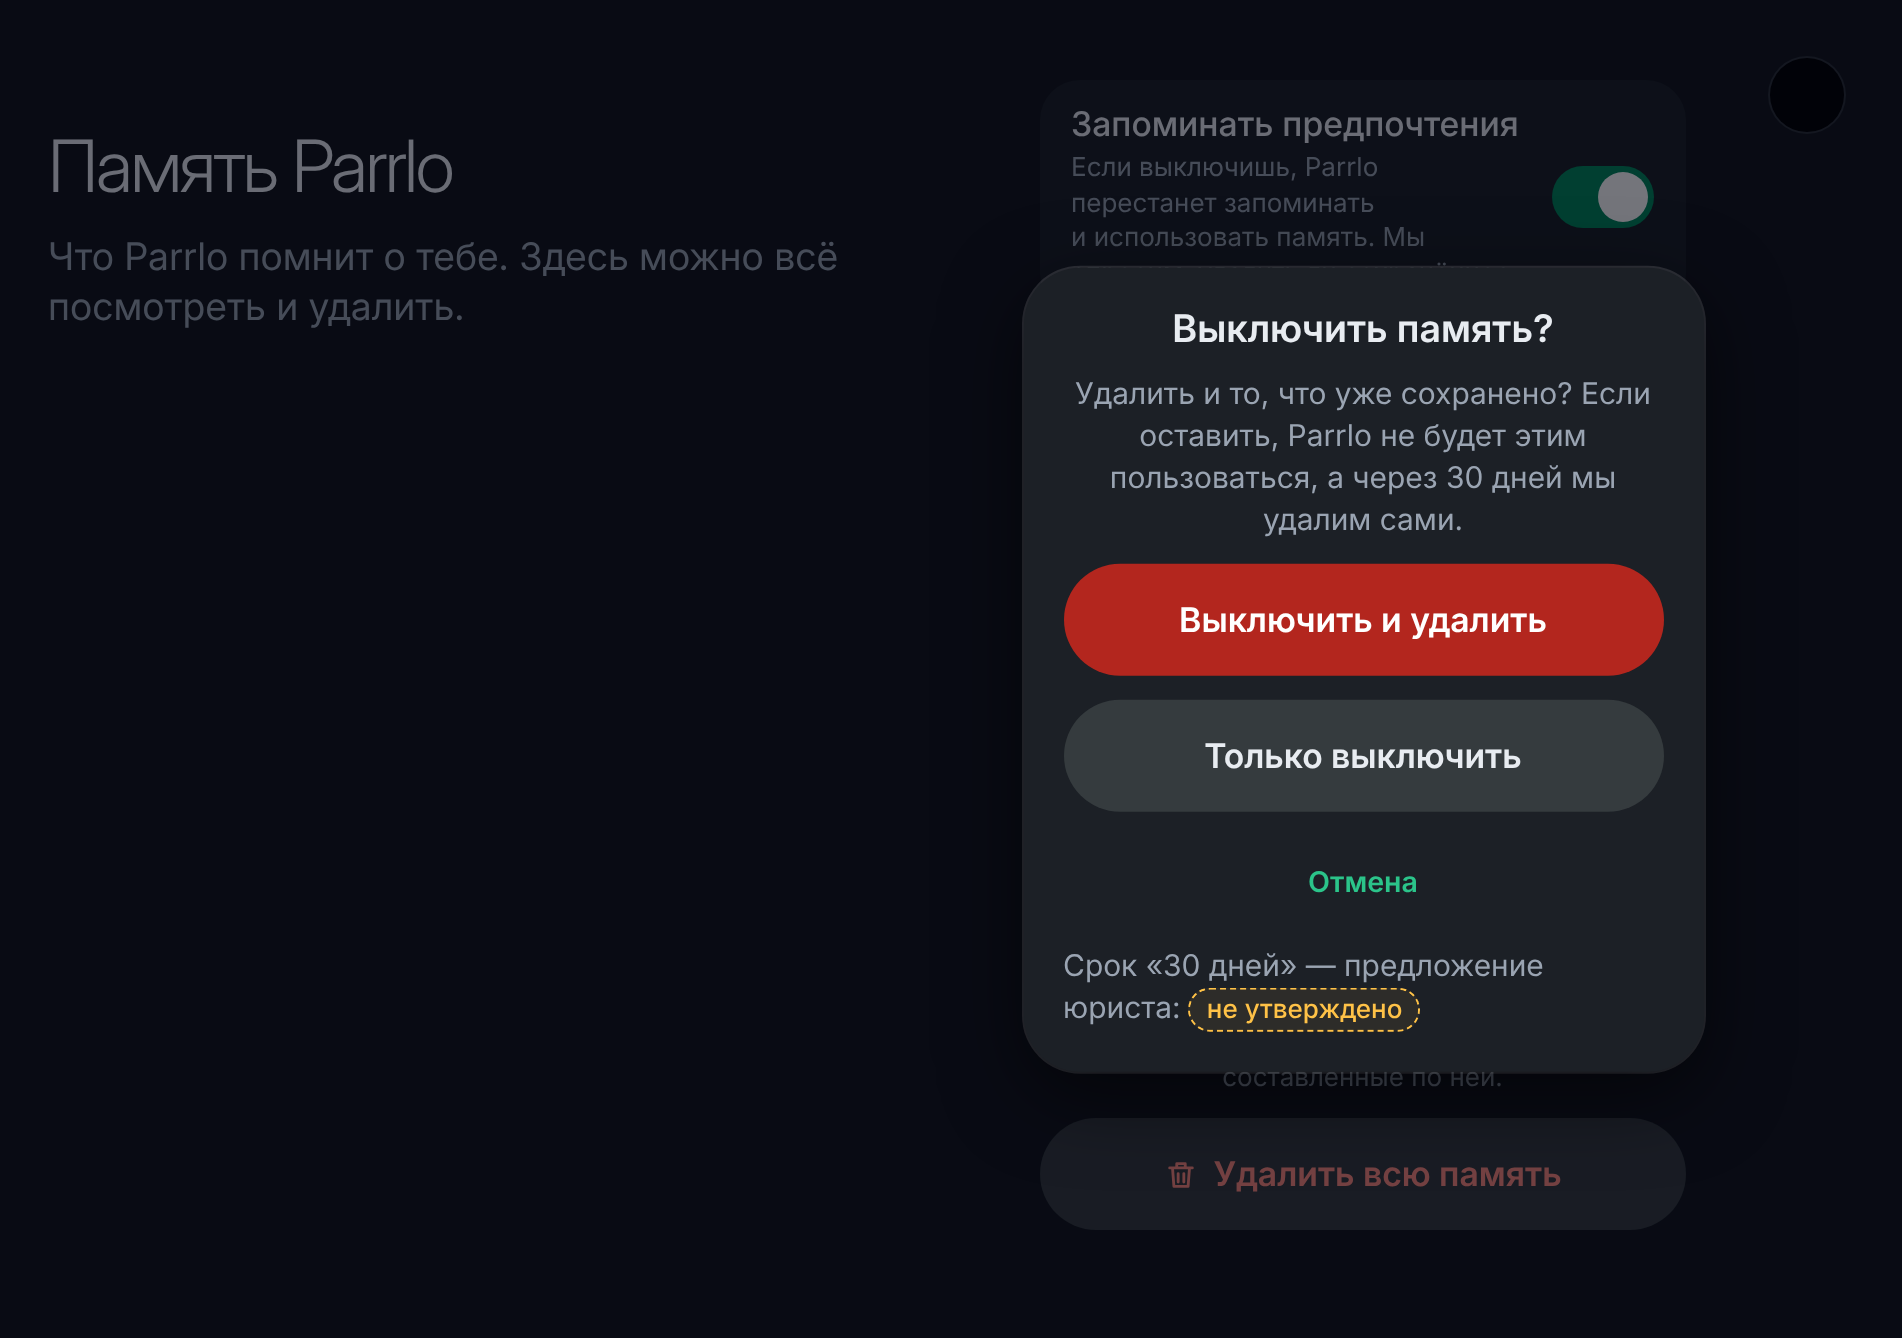 Память Parrlo
Что Parrlo помнит о тебе. Здесь можно всё
посмотреть и удалить.
Запоминать предпочтения
Если выключишь, Parrlo
перестанет запоминать
и использовать память. Мы
Выключить память?
Удалить и то, что уже сохранено? Если
оставить, Parrlo не будет этим
пользоваться, а через 30 дней мы
удалим сами.
Выключить и удалить
Только выключить
Отмена
Срок «30 дней» — предложение
юриста: не утверждено
составленные по ней.
Удалить всю память